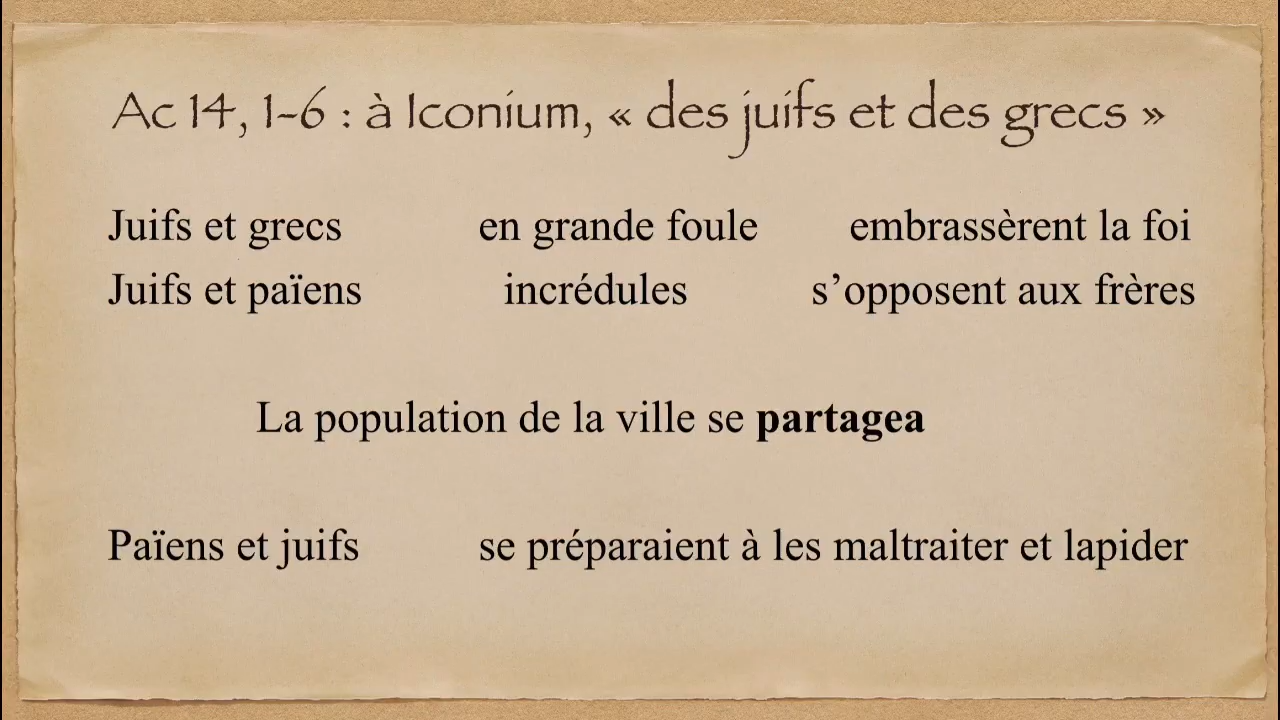 Ac 14, 1-6 : à Iconium, « des juifs et des grecs »
Juifs et grecs en grande foule embrassèrent la foi
Juifs et païens incrédules s’opposent aux frères
La population de la ville se partagea
Païens et juifs se préparaient à les maltraiter et lapider